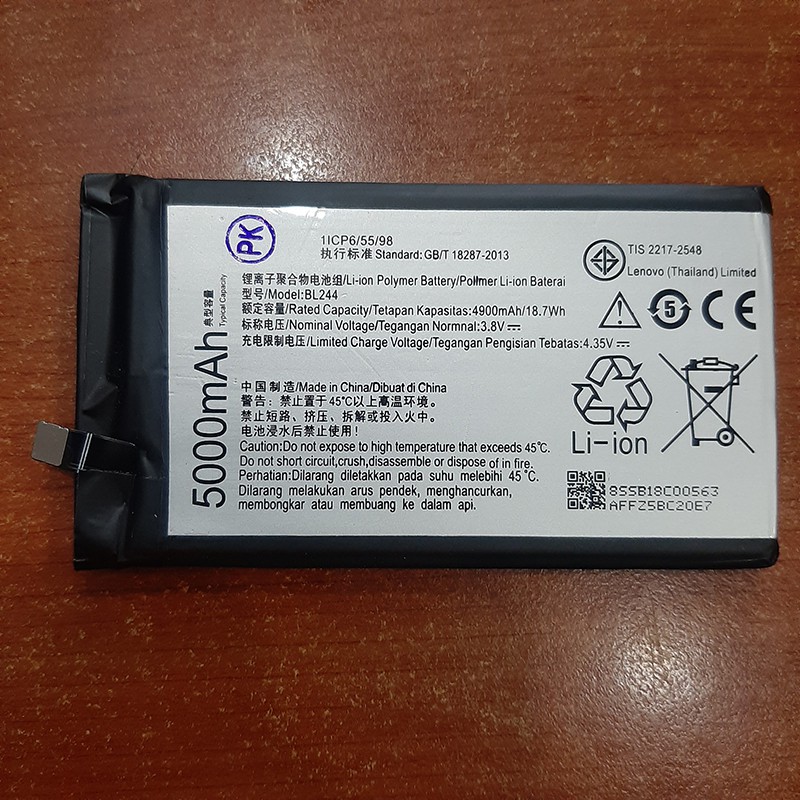 PK
1ICP6/55/98
执行标准 Standard: GB/T 18287-2013
锂离子聚合物电池组/Li-ion Polymer Battery/Polimer Li-ion Baterai
型号/Model:BL244
额定容量/Rated Capacity/Tetapan Kapasitas:4900mAh/18.7Wh
标称电压/Nominal Voltage/Tegangan Normnal:3.8V
充电限制电压/Limited Charge Voltage/Tegangan Pengisian Tebatas:4.35V
TIS 2217-2548
Lenovo (Thailand) Limited
5
CE
5000mAh
典型容量
Typical Capacity
中国制造/Made in China/Dibuat di China
警告：禁止置于45℃以上高温环境。
禁止短路、挤压、拆解或投入火中。
电池浸水后禁止使用！
Caution:Do not expose to high temperature that exceeds 45℃.
Do not short circuit,crush,disassemble or dispose of in fire.
Perhatian:Dilarang diletakkan pada suhu melebihi 45℃.
Dilarang melakukan arus pendek, menghancurkan,
membongkar atau membuang ke dalam api.
Li-ion
8SSB18C00563
AFFZ5BC20E7